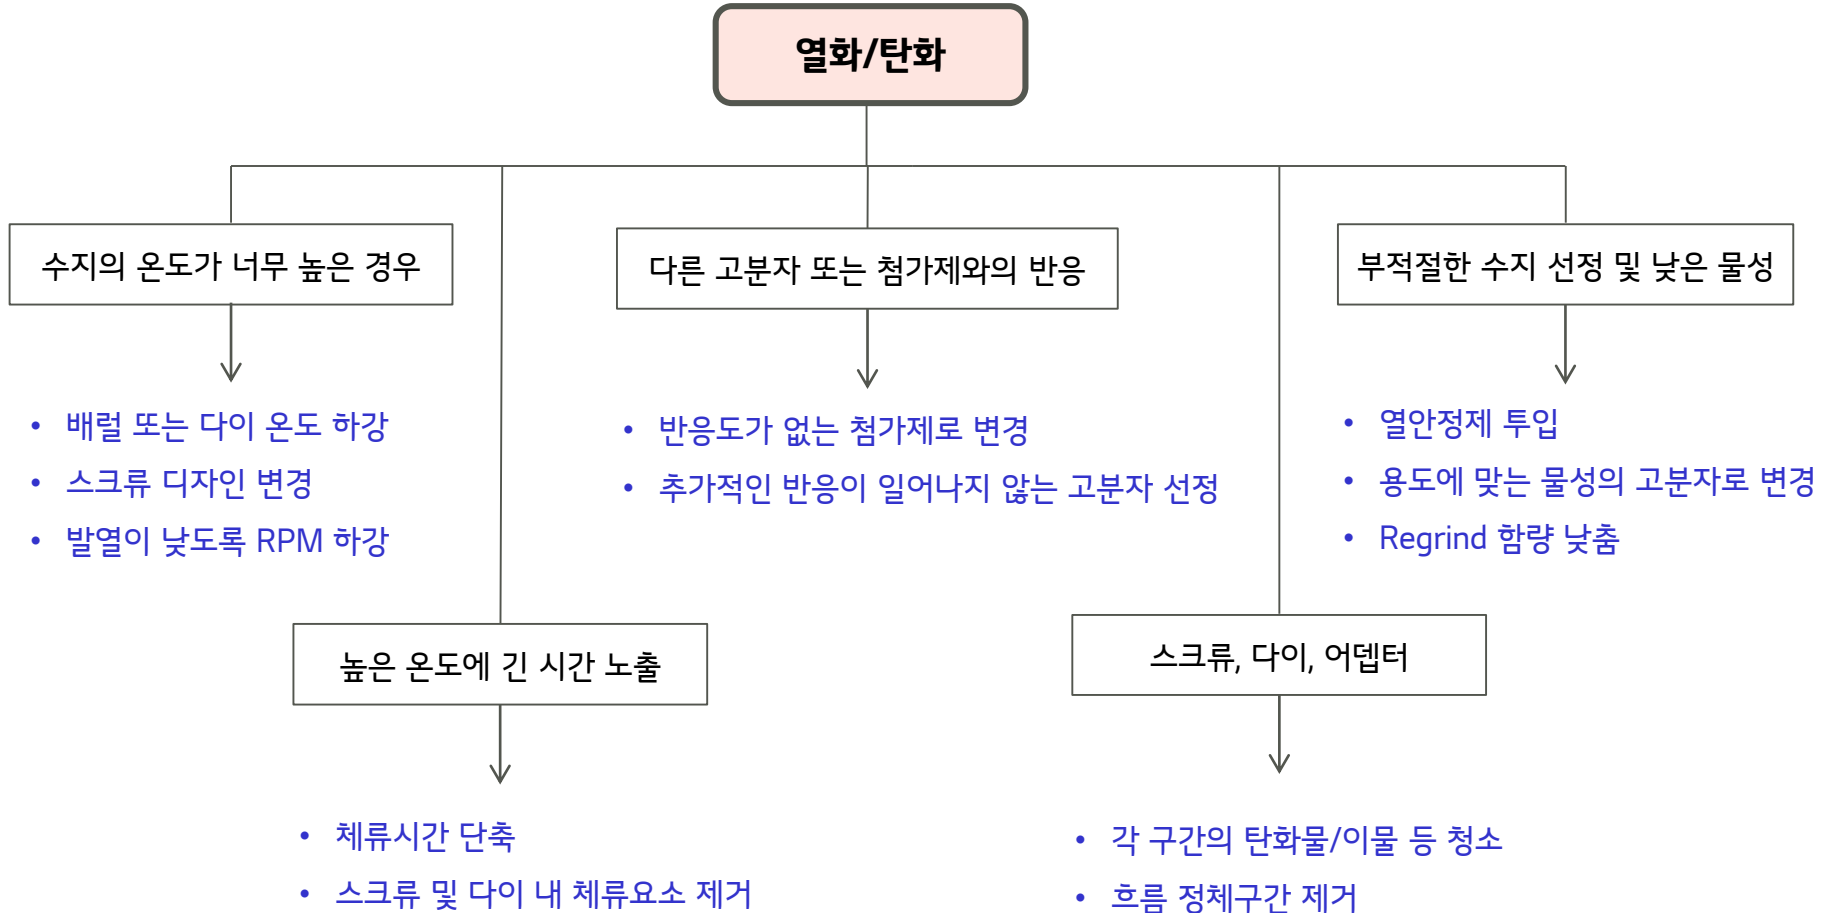 열화/탄화
수지의 온도가 너무 높은 경우
• 배럴 또는 다이 온도 하강
• 스크류 디자인 변경
• 발열이 낮도록 RPM 하강
높은 온도에 긴 시간 노출
• 체류시간 단축
• 스크류 및 다이 내 체류요소 제거
다른 고분자 또는 첨가제와의 반응
• 반응도가 없는 첨가제로 변경
• 추가적인 반응이 일어나지 않는 고분자 선정
스크류, 다이, 어뎁터
• 각 구간의 탄화물/이물 등 청소
• 흐름 정체구간 제거
부적절한 수지 선정 및 낮은 물성
• 열안정제 투입
• 용도에 맞는 물성의 고분자로 변경
• Regrind 함량 낮춤